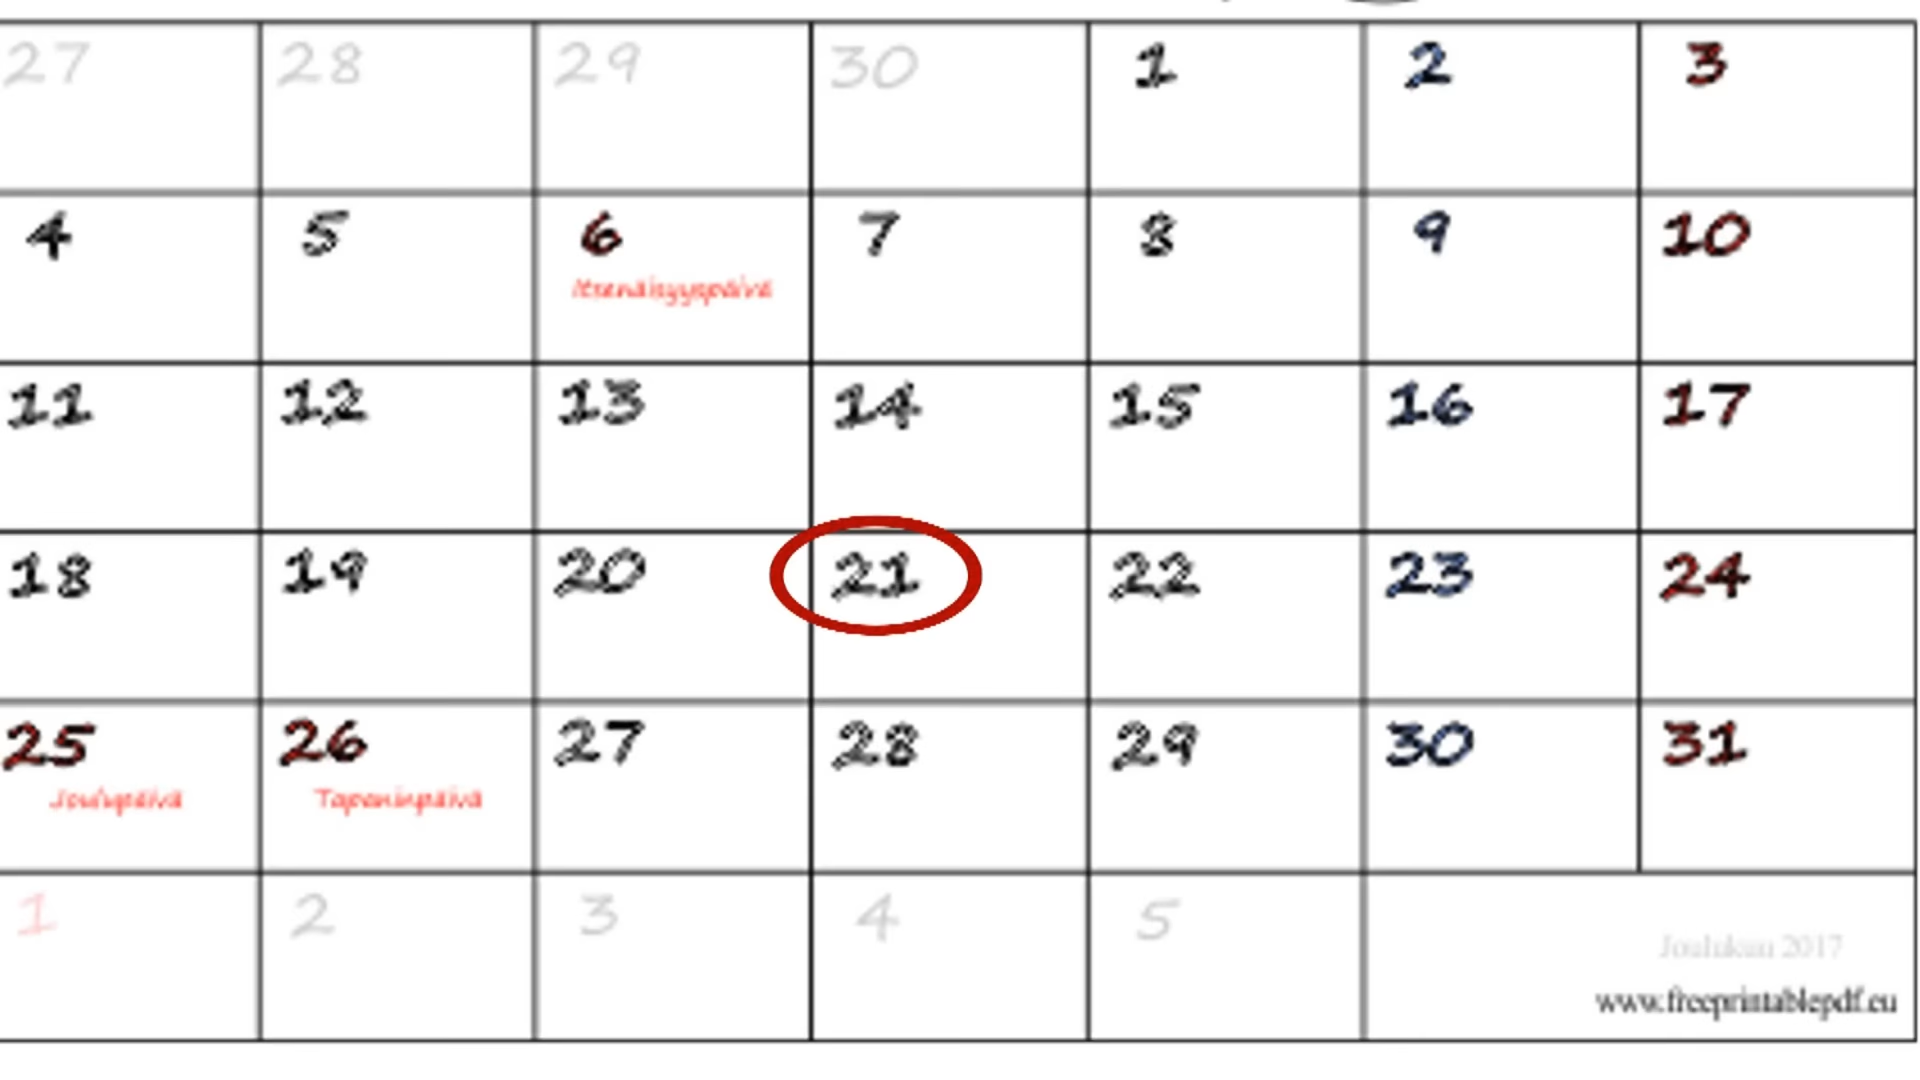 27 28 29 30 1 2 3
4 5 6 7 8 9 10
Itsenäisyyspäivä
11 12 13 14 15 16 17
18 19 20 21 22 23 24
25 26 27 28 29 30 31
Joulupäivä Tapaninpäivä
1 2 3 4 5
Joulukuu 2017
www.freeprintablepdf.eu